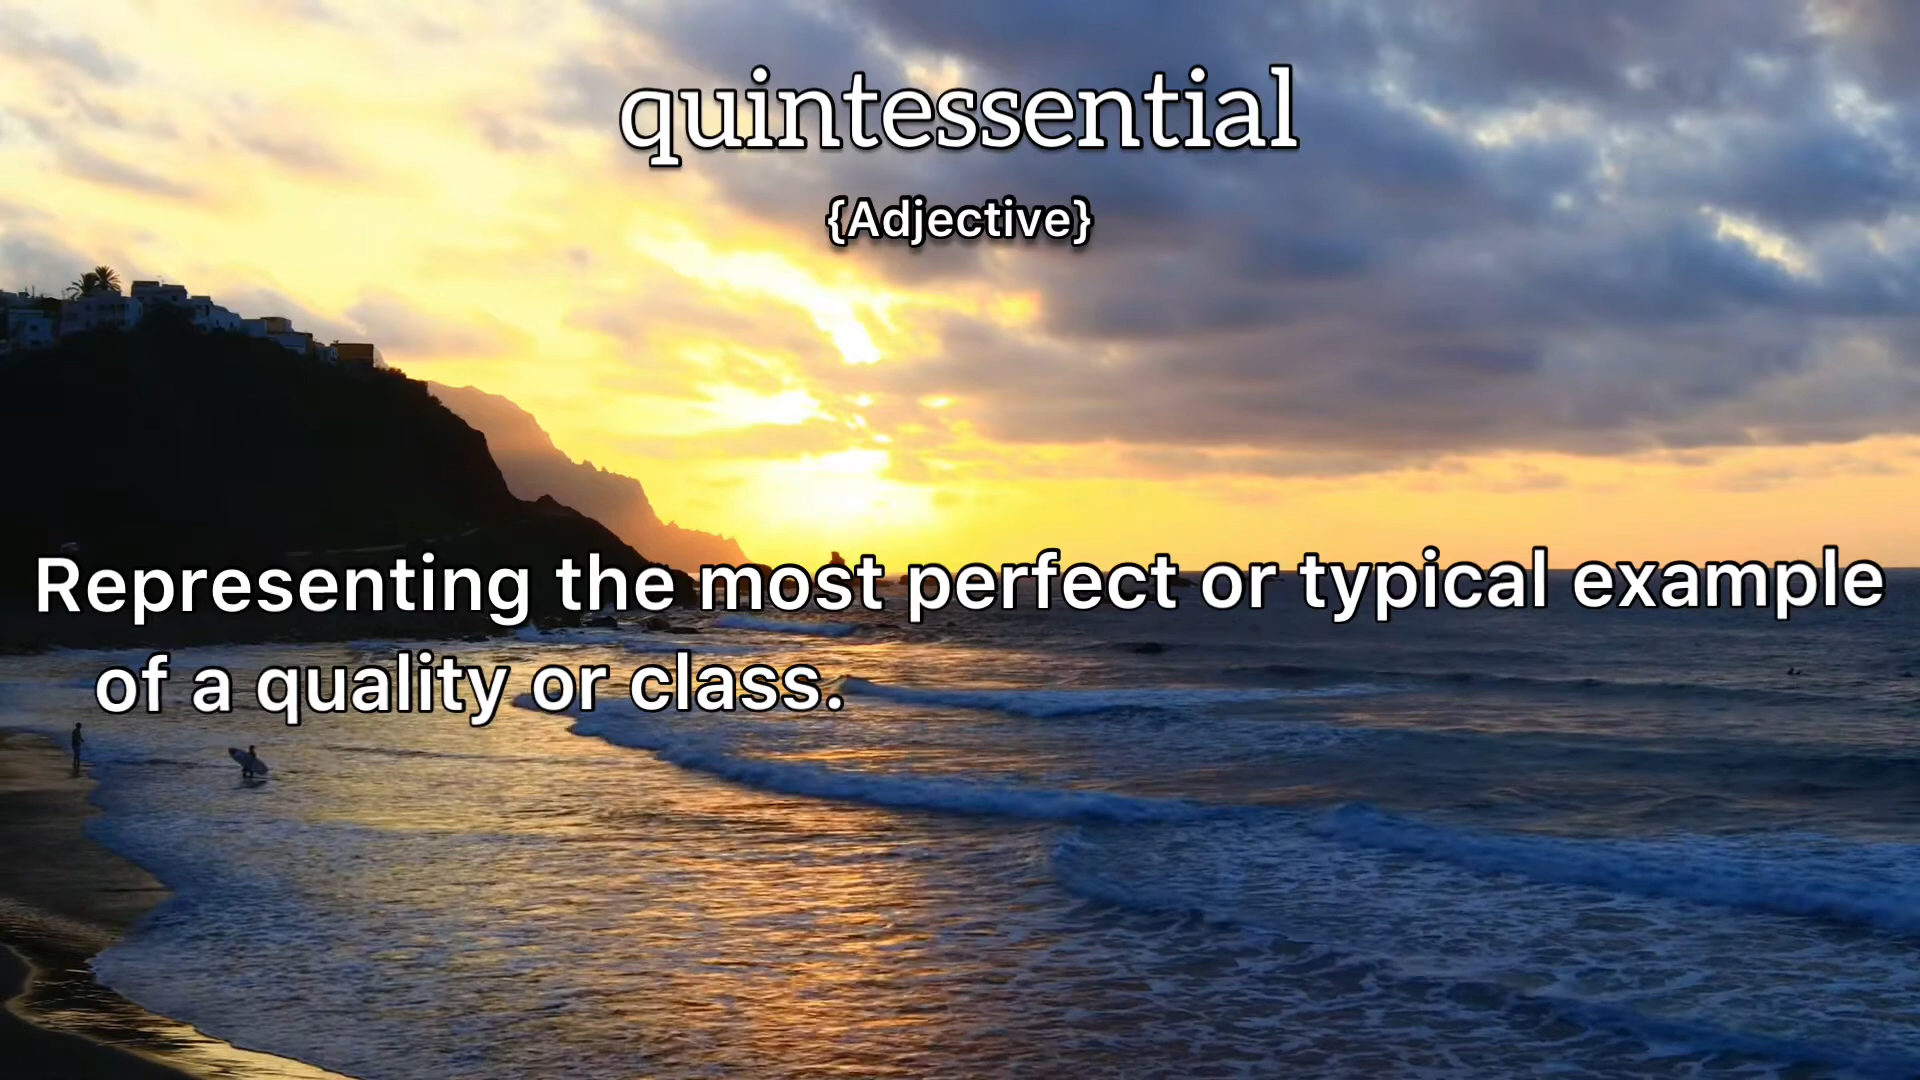 quintessential
{Adjective}
Representing the most perfect or typical example
of a quality or class.